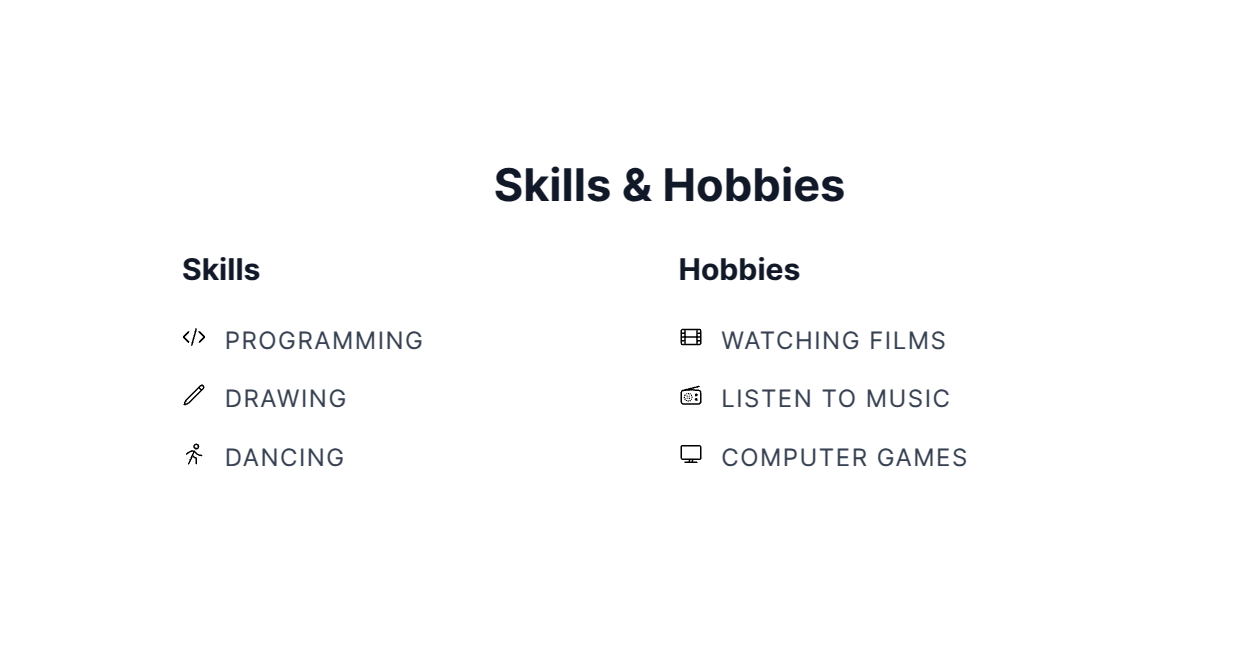 Skills & Hobbies
Skills
PROGRAMMING
DRAWING
DANCING
Hobbies
WATCHING FILMS
LISTEN TO MUSIC
COMPUTER GAMES